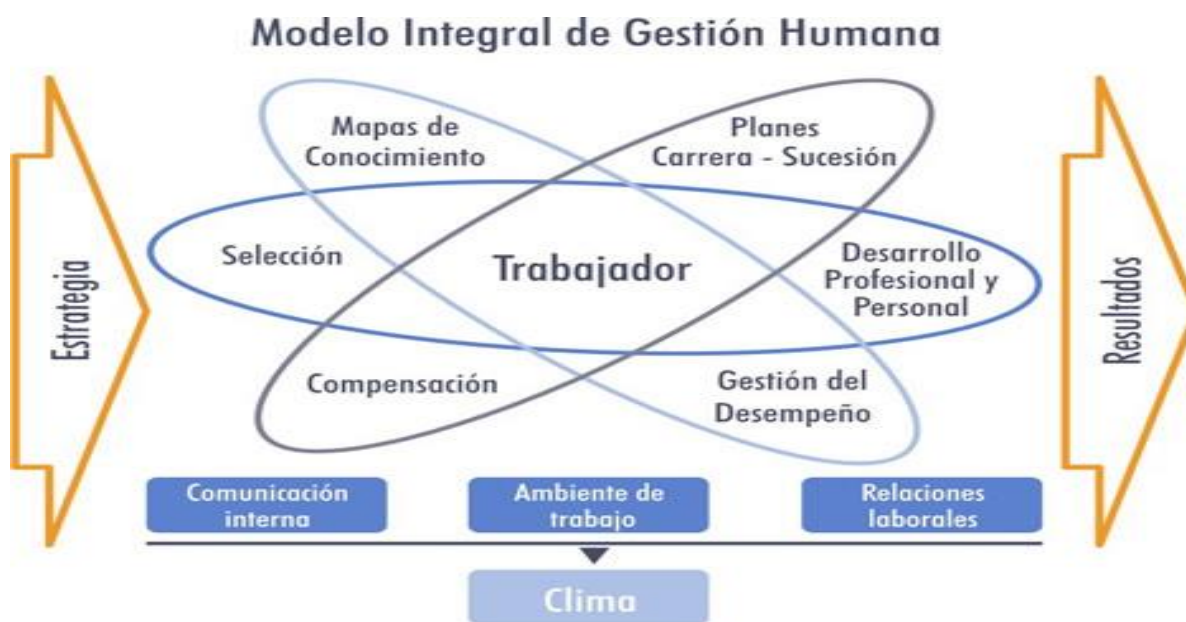 Modelo Integral de Gestión Humana
Mapas de
Conocimiento
Planes
Carrera - Sucesión
Estrategia
Selección
Trabajador
Desarrollo
Profesional y
Personal
Resultados
Compensación
Gestión del
Desempeño
Comunicación
interna
Ambiente de
trabajo
Relaciones
laborales
Clima